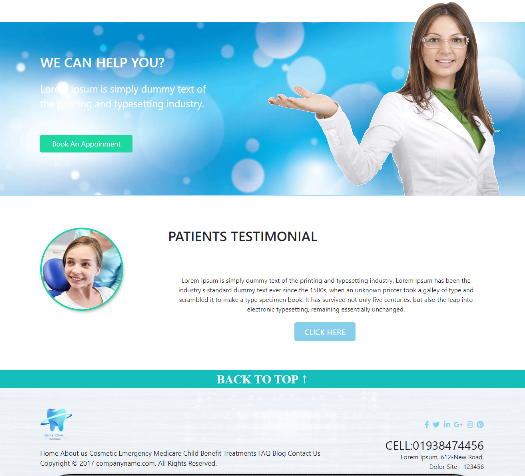 WE CAN HELP YOU?
Lorem Ipsum is simply dummy text of
the printing and typesetting industry.
Book An Appoinment
PATIENTS TESTIMONIAL
Lorem Ipsum is simply dummy text of the printing and typesetting industry. Lorem Ipsum has been the
industry's standard dummy text ever since the 1500s, when an unknown printer took a galley of type and
scrambled it to make a type specimen book. It has survived not only five centuries, but also the leap into
electronic typesetting, remaining essentially unchanged.
CLICK HERE
BACK TO TOP ↑
Home About us Cosmetic Emergency Medicare Child Benefit Treatments FAQ Blog Contact Us
Copyright © 2017 companyname.com. All Rights Reserved.
CELL:01938474456
Lorem Ipsum, 612-New Road,
Dolor Site - 123456